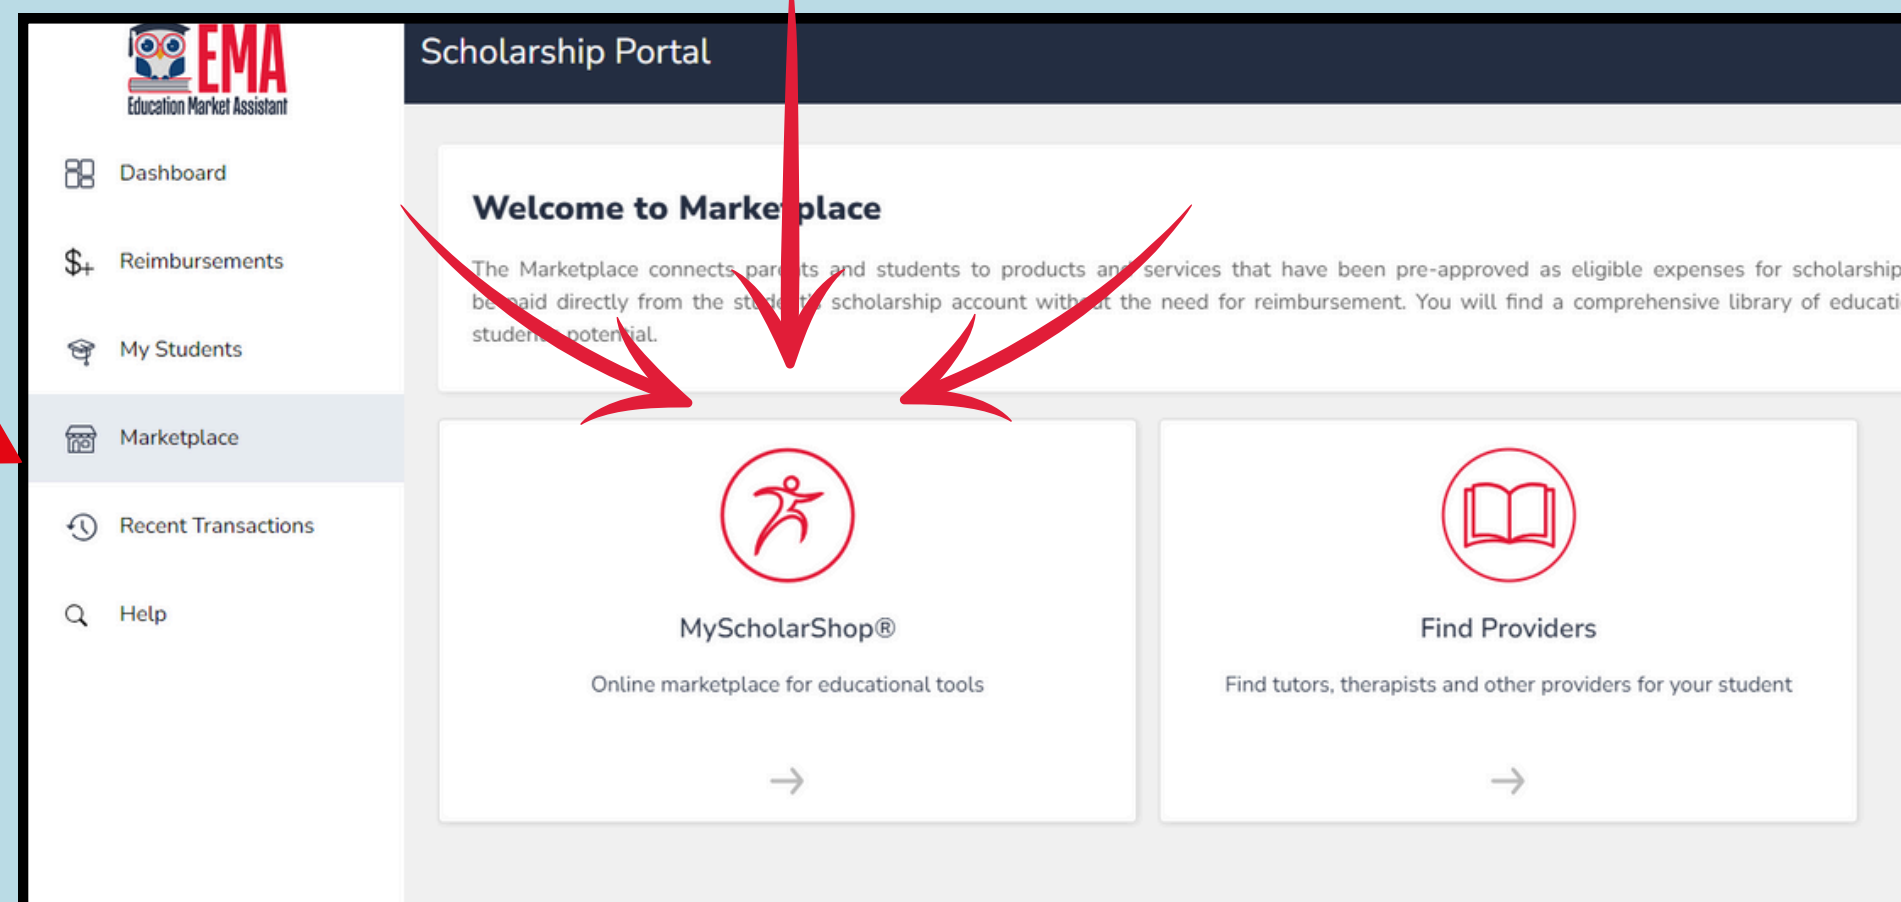 EMA
Education Market Assistant
Scholarship Portal
Dashboard
Reimbursements
My Students
Marketplace
Recent Transactions
Help
Welcome to Marketplace
The Marketplace connects parents and students to products and services that have been pre-approved as eligible expenses for scholarship
be paid directly from the student's scholarship account without the need for reimbursement. You will find a comprehensive library of educati
student potential.
MyScholarShop®
Online marketplace for educational tools
Find Providers
Find tutors, therapists and other providers for your student